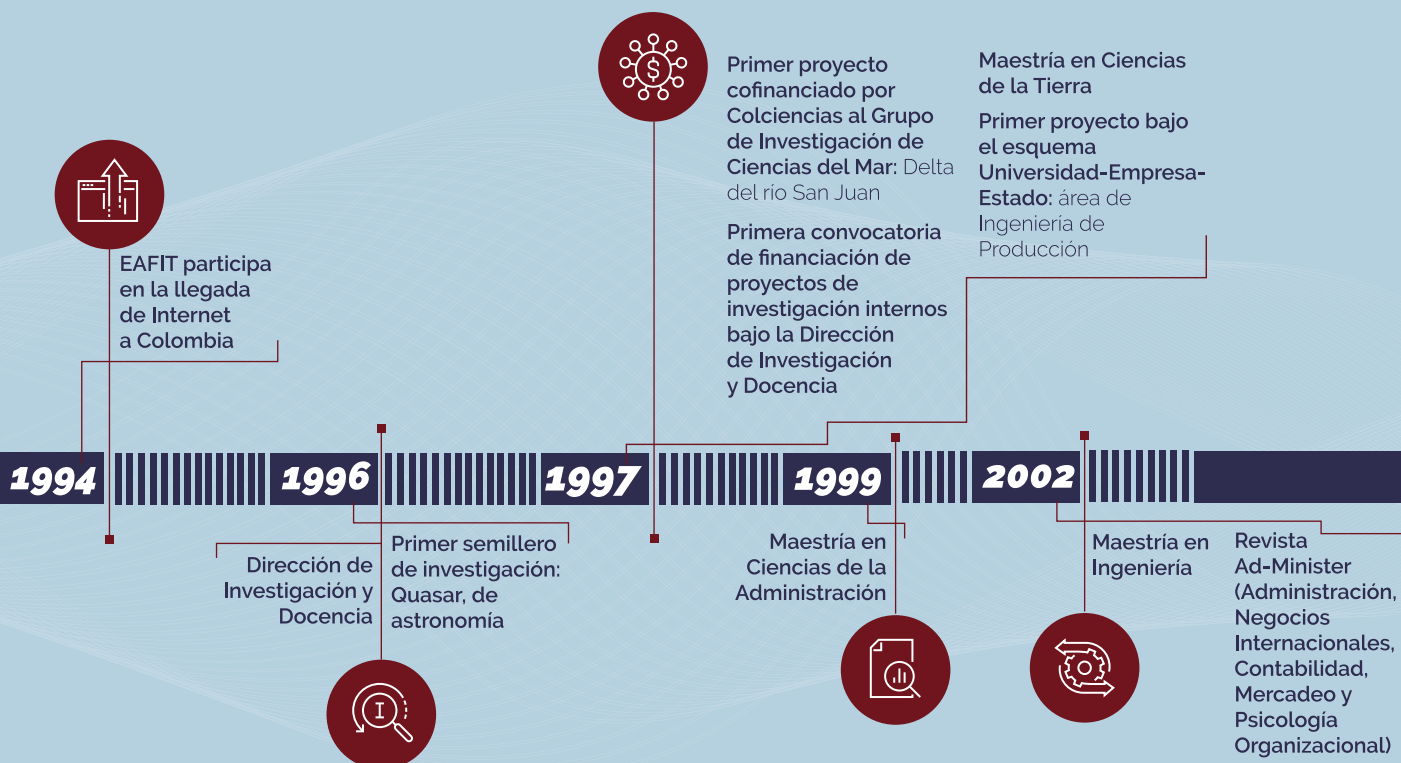 EAFIT participa
en la llegada
de Internet
a Colombia
Primer proyecto
cofinanciado por
Colciencias al Grupo
de Investigación de
Ciencias del Mar: Delta
del río San Juan
Primera convocatoria
de financiación de
proyectos de
investigación internos
bajo la Dirección
de Investigación
y Docencia
Maestría en Ciencias
de la Tierra
Primer proyecto bajo
el esquema
Universidad-Empresa-
Estado: área de
Ingeniería de
Producción
1994
1996
1997
1999
2002
Dirección de
Investigación y
Docencia
Primer semillero
de investigación:
Quasar, de
astronomía
Maestría en
Ciencias de la
Administración
Maestría en
Ingeniería
Revista
Ad-Minister
(Administración,
Negocios
Internacionales,
Contabilidad,
Mercadeo y
Psicología
Organizacional)
$
I